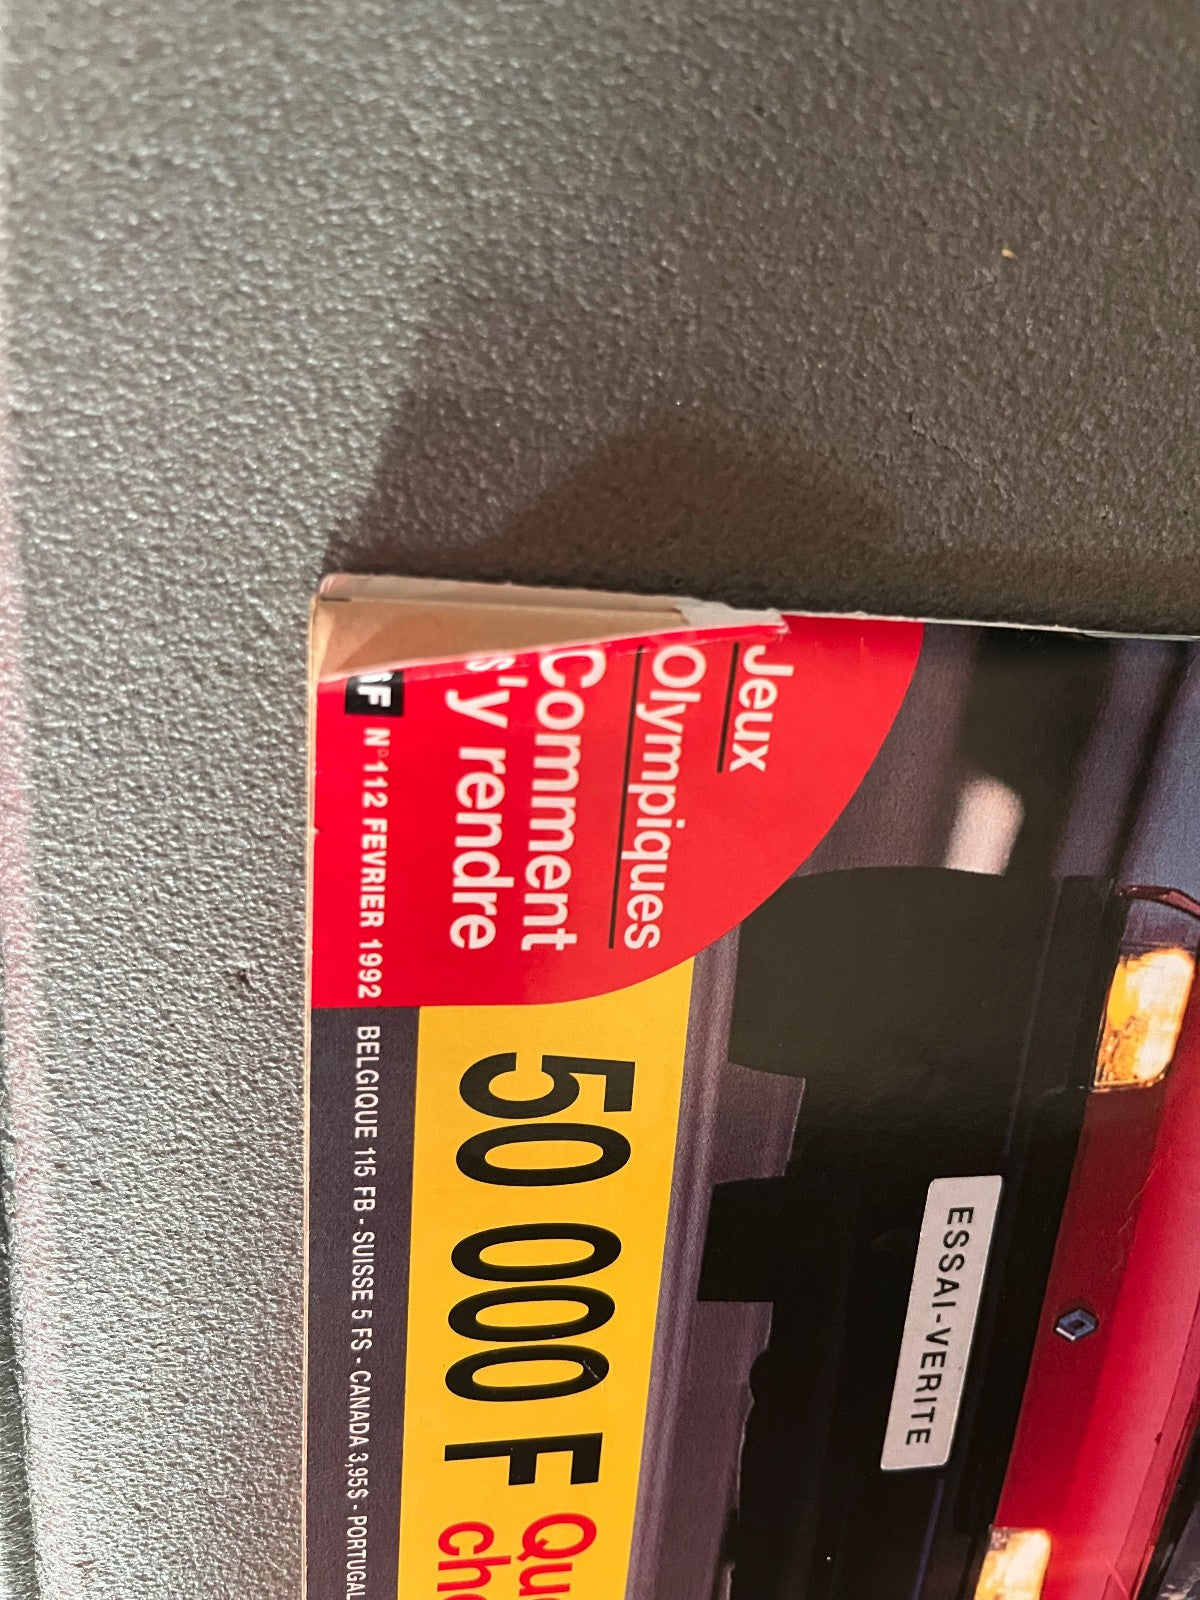 Jeux
Olympiques
Comment
s'y rendre
N°112 FEVRIER 1992 BELGIQUE 115 FB - SUISSE 5 FS - CANADA 3,95$ - PORTUGAL
50 000 F
ESSAI-VERITE